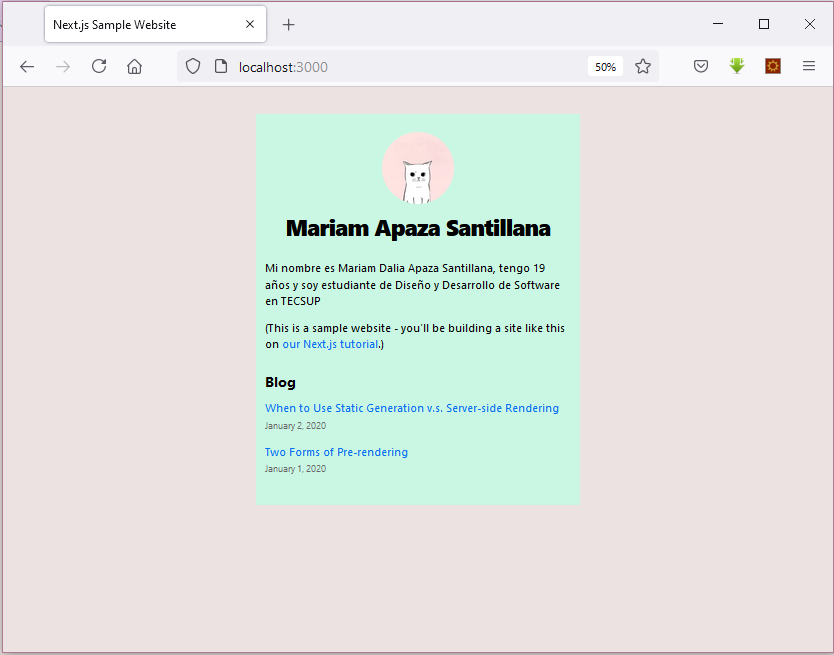 Next.js Sample Website
localhost:3000
50%
Mariam Apaza Santillana
Mi nombre es Mariam Dalia Apaza Santillana, tengo 19
años y soy estudiante de Diseño y Desarrollo de Software
en TECSUP
(This is a sample website - you'll be building a site like this
on our Next.js tutorial.)
Blog
When to Use Static Generation v.s. Server-side Rendering
January 2, 2020
Two Forms of Pre-rendering
January 1, 2020